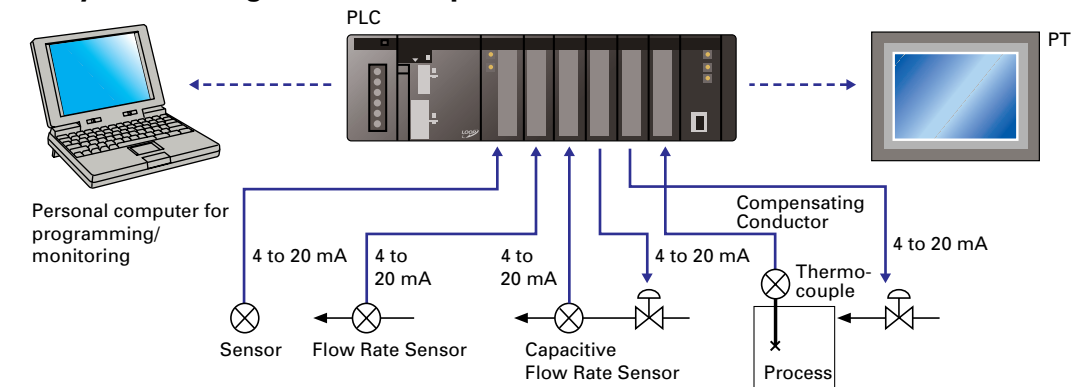 PLC
PT
Personal computer for
programming/
monitoring
Compensating
Conductor
4 to 20 mA
4 to
20 mA
4 to
20 mA
4 to 20 mA
4 to 20 mA
Thermo-
couple
Sensor
Flow Rate Sensor
Capacitive
Flow Rate Sensor
Process